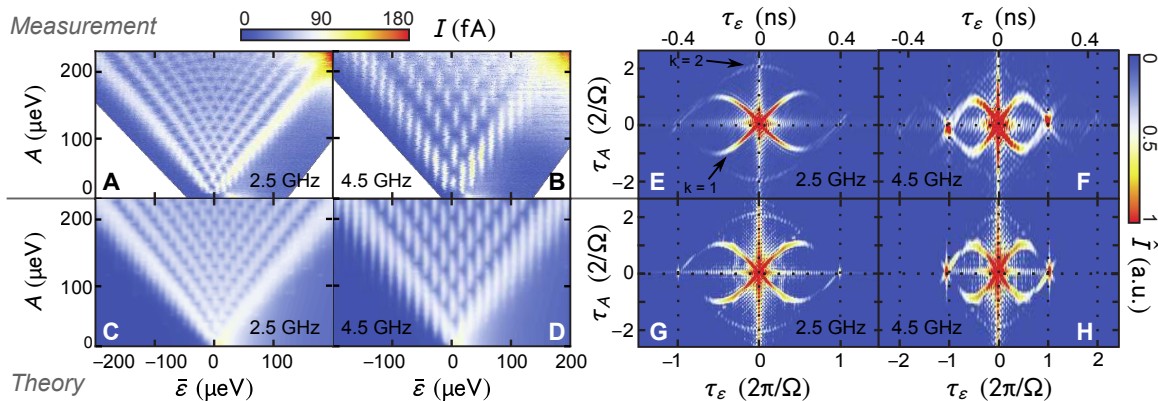 Measurement
0 90 180 I (fA)
τε (ns)
τε (ns)
-0.4 0 0.4
0 0.4
A (μeV)
200
100
0
A
2.5 GHz
4.5 GHz
B
τA (2/Ω)
2
0
-2
k = 2
k = 1
E
2.5 GHz
4.5 GHz
F
0
0.5
1
Î (a.u.)
A (μeV)
200
100
0
C
2.5 GHz
4.5 GHz
D
τA (2/Ω)
2
0
-2
G
2.5 GHz
4.5 GHz
H
−200 −100 0 100
−100 0 100 200
-1 0 1
-2 -1 0 1 2
ε̄ (μeV)
ε̄ (μeV)
τε (2π/Ω)
τε (2π/Ω)
Theory